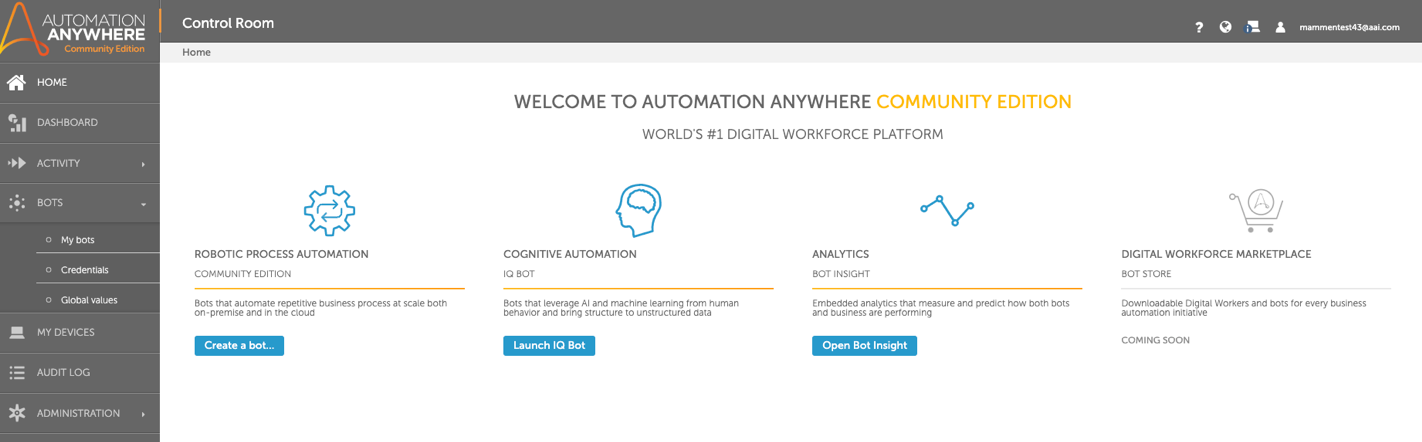 AUTOMATION
ANYWHERE
Community Edition
Control Room
?
mammentest43@aai.com
Home
HOME
DASHBOARD
ACTIVITY
BOTS
My bots
Credentials
Global values
MY DEVICES
AUDIT LOG
ADMINISTRATION
WELCOME TO AUTOMATION ANYWHERE COMMUNITY EDITION
WORLD'S #1 DIGITAL WORKFORCE PLATFORM
ROBOTIC PROCESS AUTOMATION
COMMUNITY EDITION
Bots that automate repetitive business process at scale both
on-premise and in the cloud
Create a bot...
COGNITIVE AUTOMATION
IQ BOT
Bots that leverage AI and machine learning from human
behavior and bring structure to unstructured data
Launch IQ Bot
ANALYTICS
BOT INSIGHT
Embedded analytics that measure and predict how both bots
and business are performing
Open Bot Insight
DIGITAL WORKFORCE MARKETPLACE
BOT STORE
Downloadable Digital Workers and bots for every business
automation initiative
COMING SOON